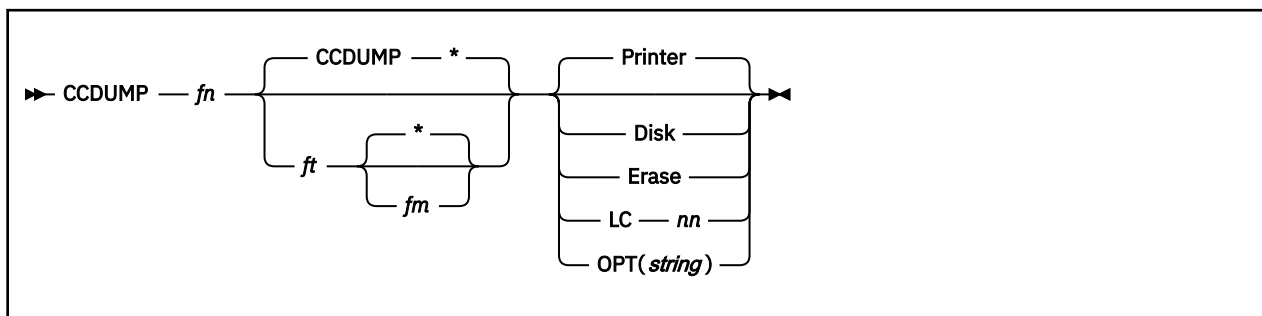 CCDUMP *
Printer
CCDUMP fn
*
Disk
ft
Erase
fm
LC nn
OPT(string)